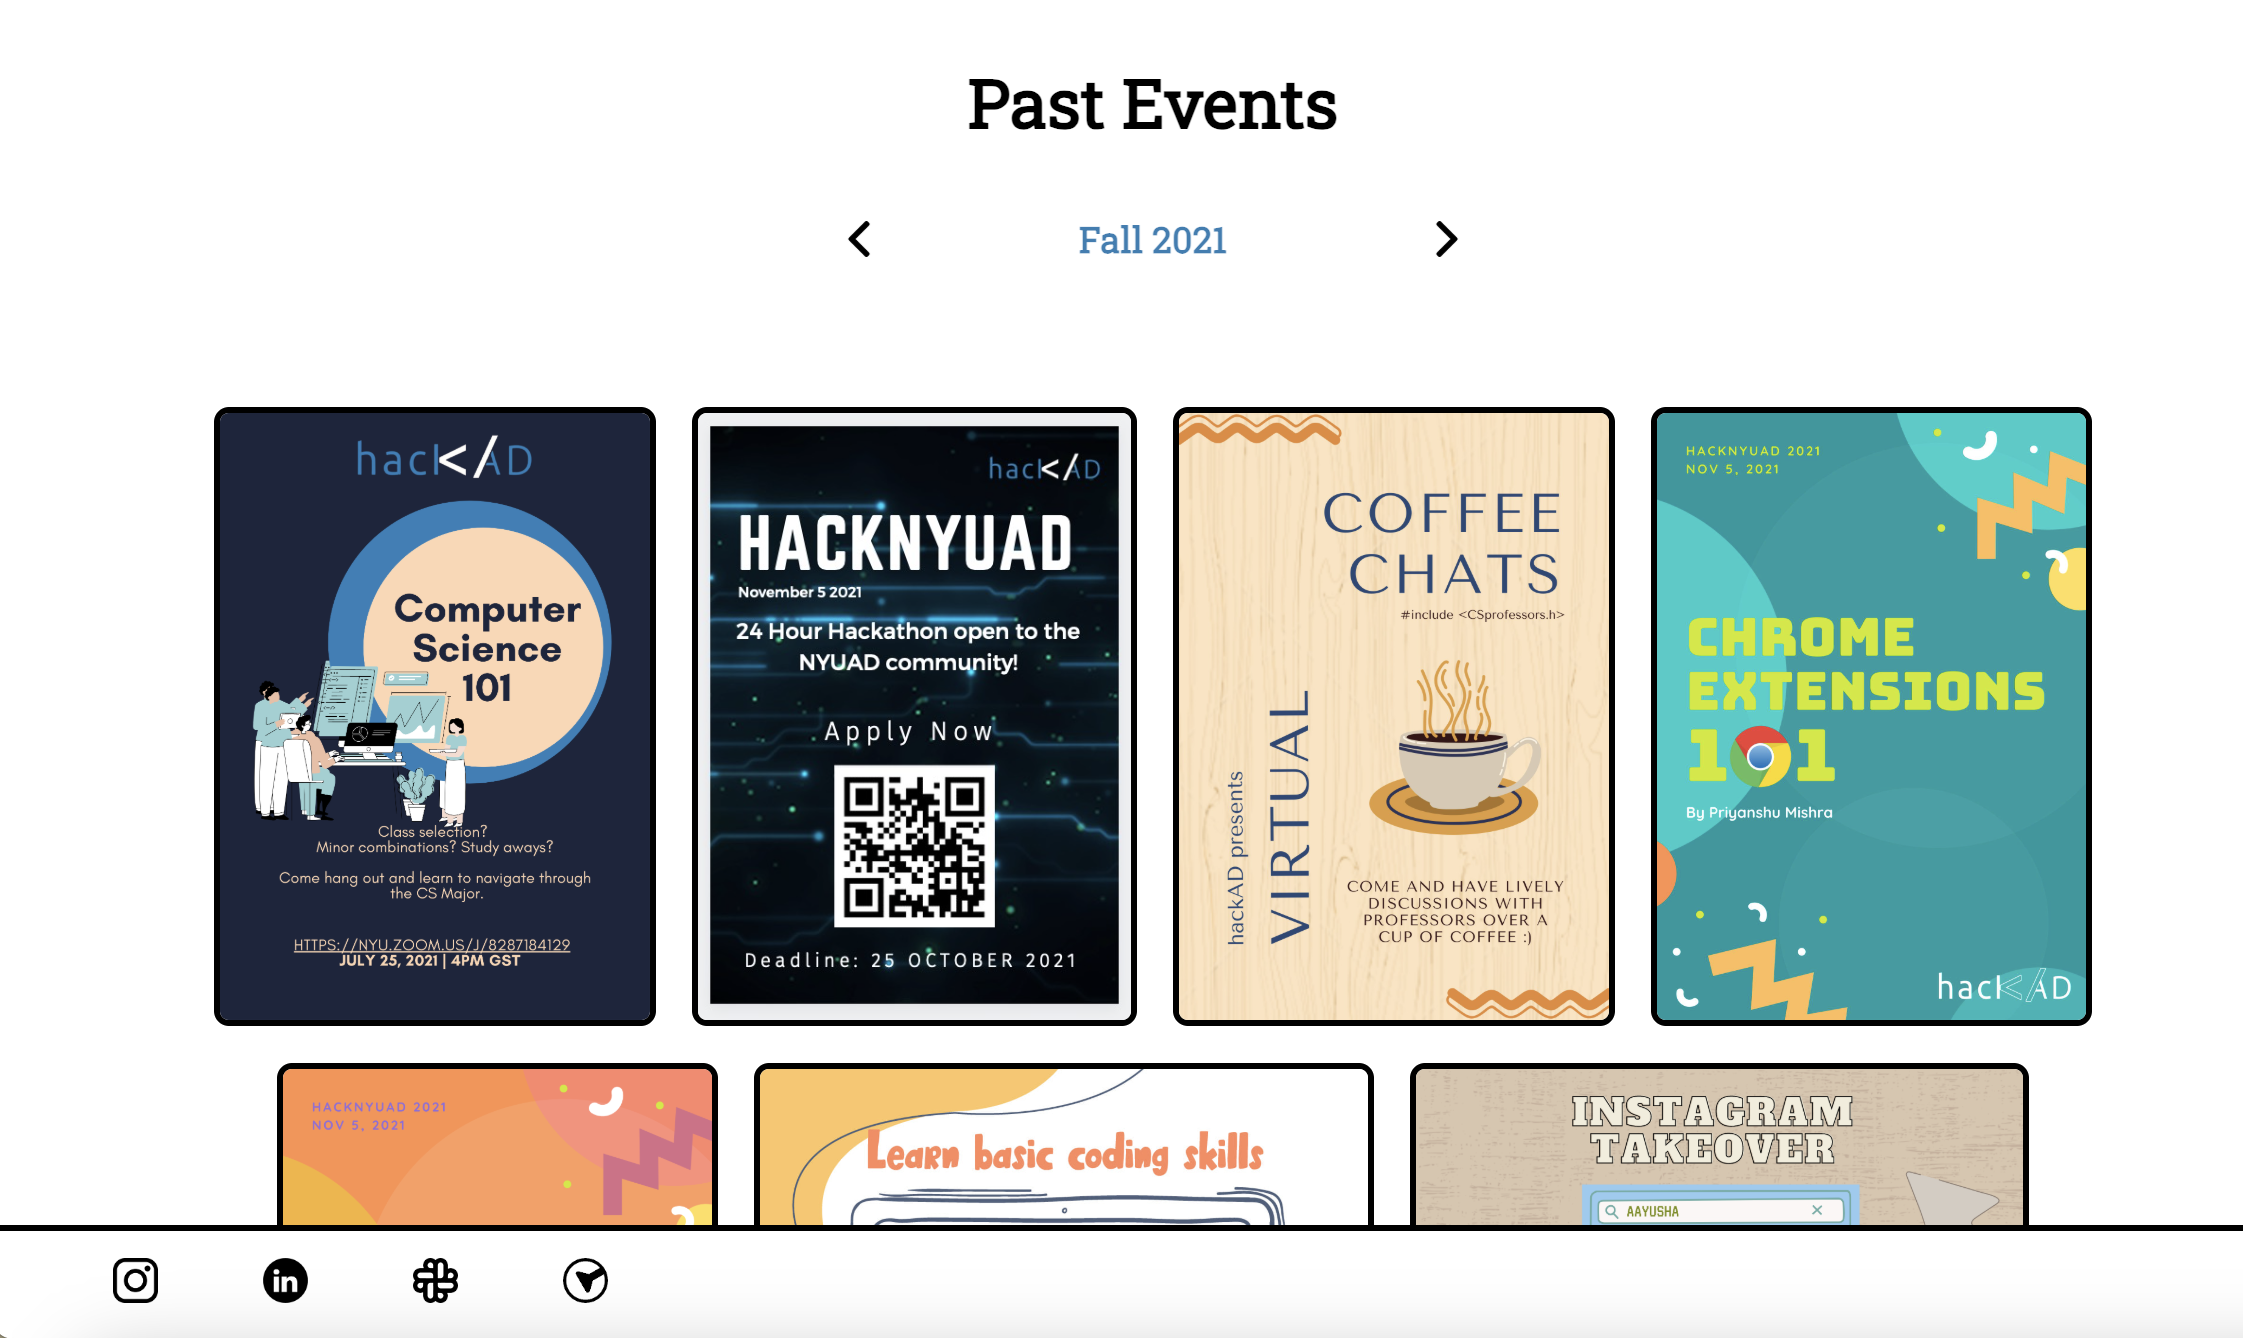 Past Events
Fall 2021
hack</AD
Computer
Science
101
Class selection?
Minor combinations? Study aways?
Come hang out and learn to navigate through
the CS Major.
HTTPS://NYU.ZOOM.US/J/8287184129
JULY 25, 2021 | 4PM GST
hack</AD
HACKNYUAD
November 5 2021
24 Hour Hackathon open to the
NYUAD community!
Apply Now
Deadline: 25 OCTOBER 2021
COFFEE
CHATS
#include <CSprofessors.h>
hackAD presents
VIRTUAL
COME AND HAVE LIVELY
DISCUSSIONS WITH
PROFESSORS OVER A
CUP OF COFFEE :)
HACKNYUAD 2021
NOV 5, 2021
CHROME
EXTENSIONS
101
By Priyanshu Mishra
hack</AD
HACKNYUAD 2021
NOV 5, 2021
Learn basic coding skills
INSTAGRAM
TAKEOVER
AAYUSHA
in